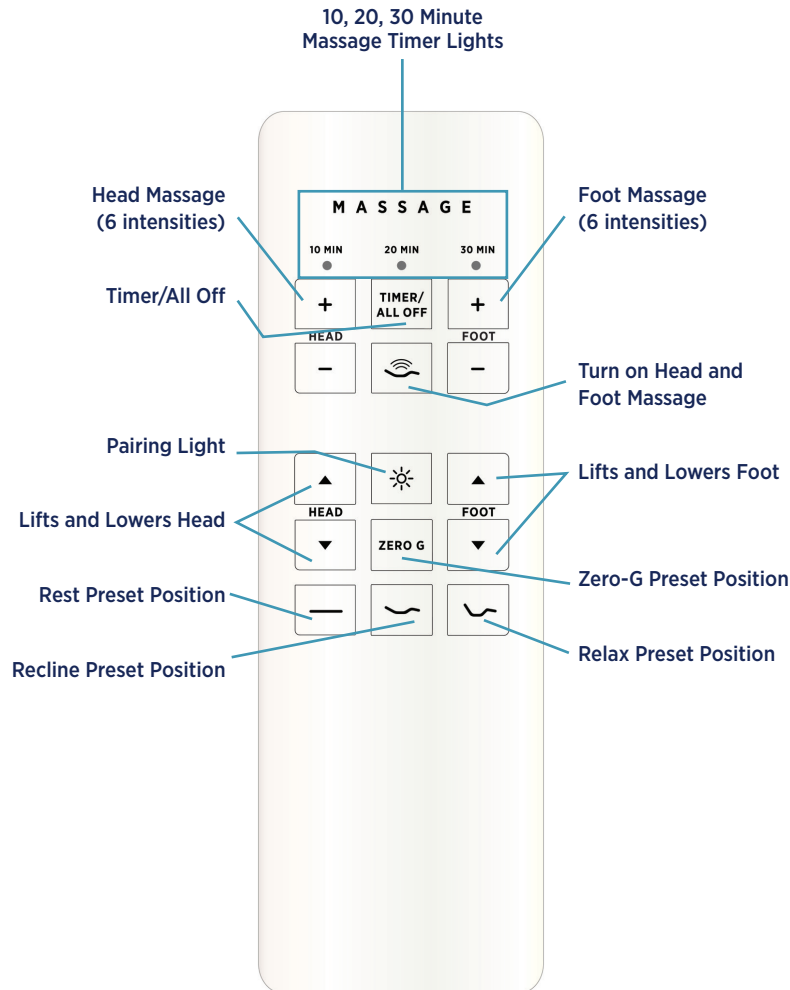 10, 20, 30 Minute
Massage Timer Lights
Head Massage
(6 intensities)
Foot Massage
(6 intensities)
MASSAGE
10 MIN 20 MIN 30 MIN
Timer/All Off
+ TIMER/ +
ALL OFF
HEAD FOOT
- -
Turn on Head and
Foot Massage
Pairing Light
Lifts and Lowers Foot
Lifts and Lowers Head
HEAD FOOT
ZERO G
Zero-G Preset Position
Rest Preset Position
Relax Preset Position
Recline Preset Position